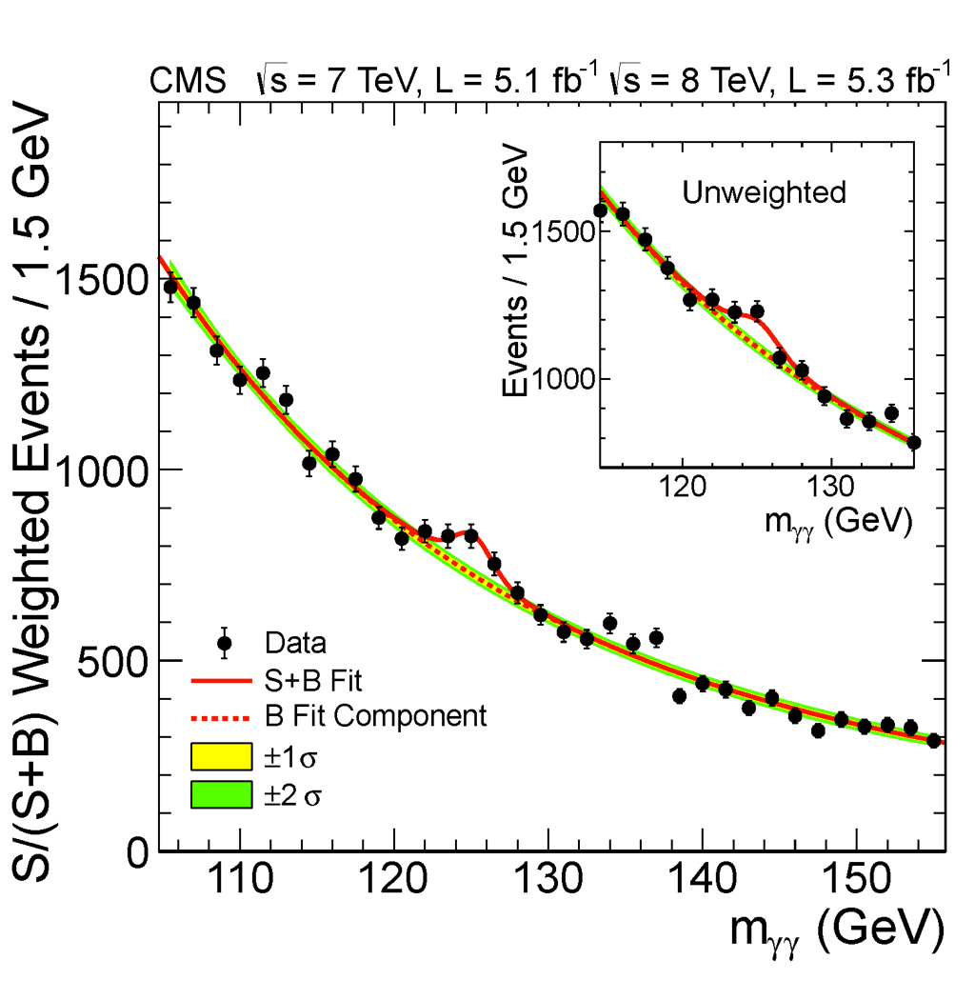 CMS √s = 7 TeV, L = 5.1 fb⁻¹ √s = 8 TeV, L = 5.3 fb⁻¹
S/(S+B) Weighted Events / 1.5 GeV
1500
1000
500
0
110 120 130 140 150
mγγ (GeV)
Data
S+B Fit
B Fit Component
±1σ
±2 σ
Unweighted
Events / 1.5 GeV
1500
1000
120 130
mγγ (GeV)